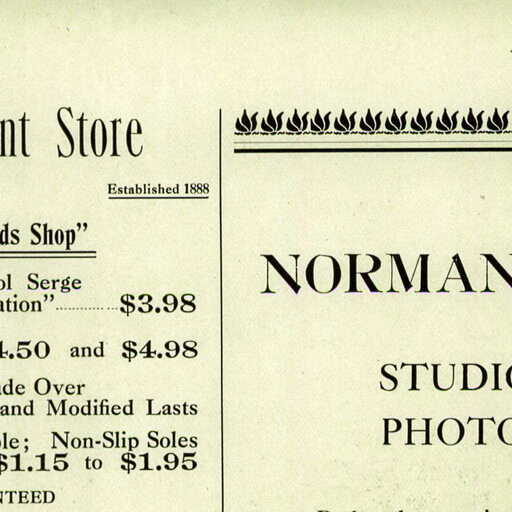 nt Store
Established 1888
ds Shop"
ol Serge
ation" $3.98
4.50 and $4.98
ade Over
and Modified Lasts
le; Non-Slip Soles
$1.15 to $1.95
NTEED
NORMAN
STUDIO
PHOTO